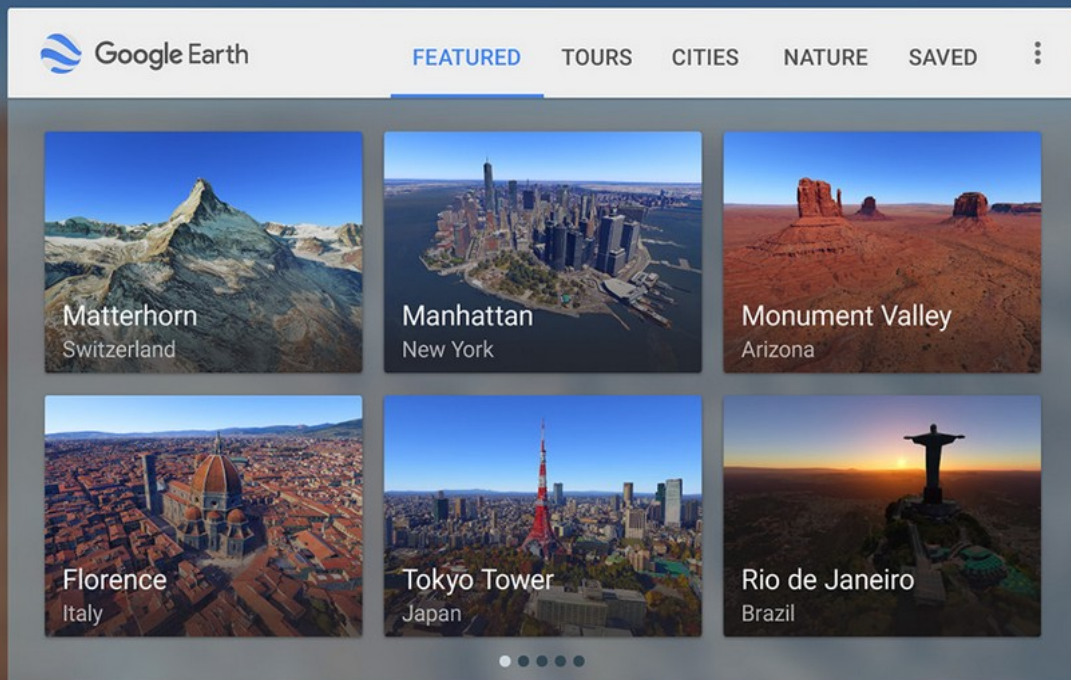 Google Earth
FEATURED
TOURS
CITIES
NATURE
SAVED
Matterhorn
Switzerland
Manhattan
New York
Monument Valley
Arizona
Florence
Italy
Tokyo Tower
Japan
Rio de Janeiro
Brazil